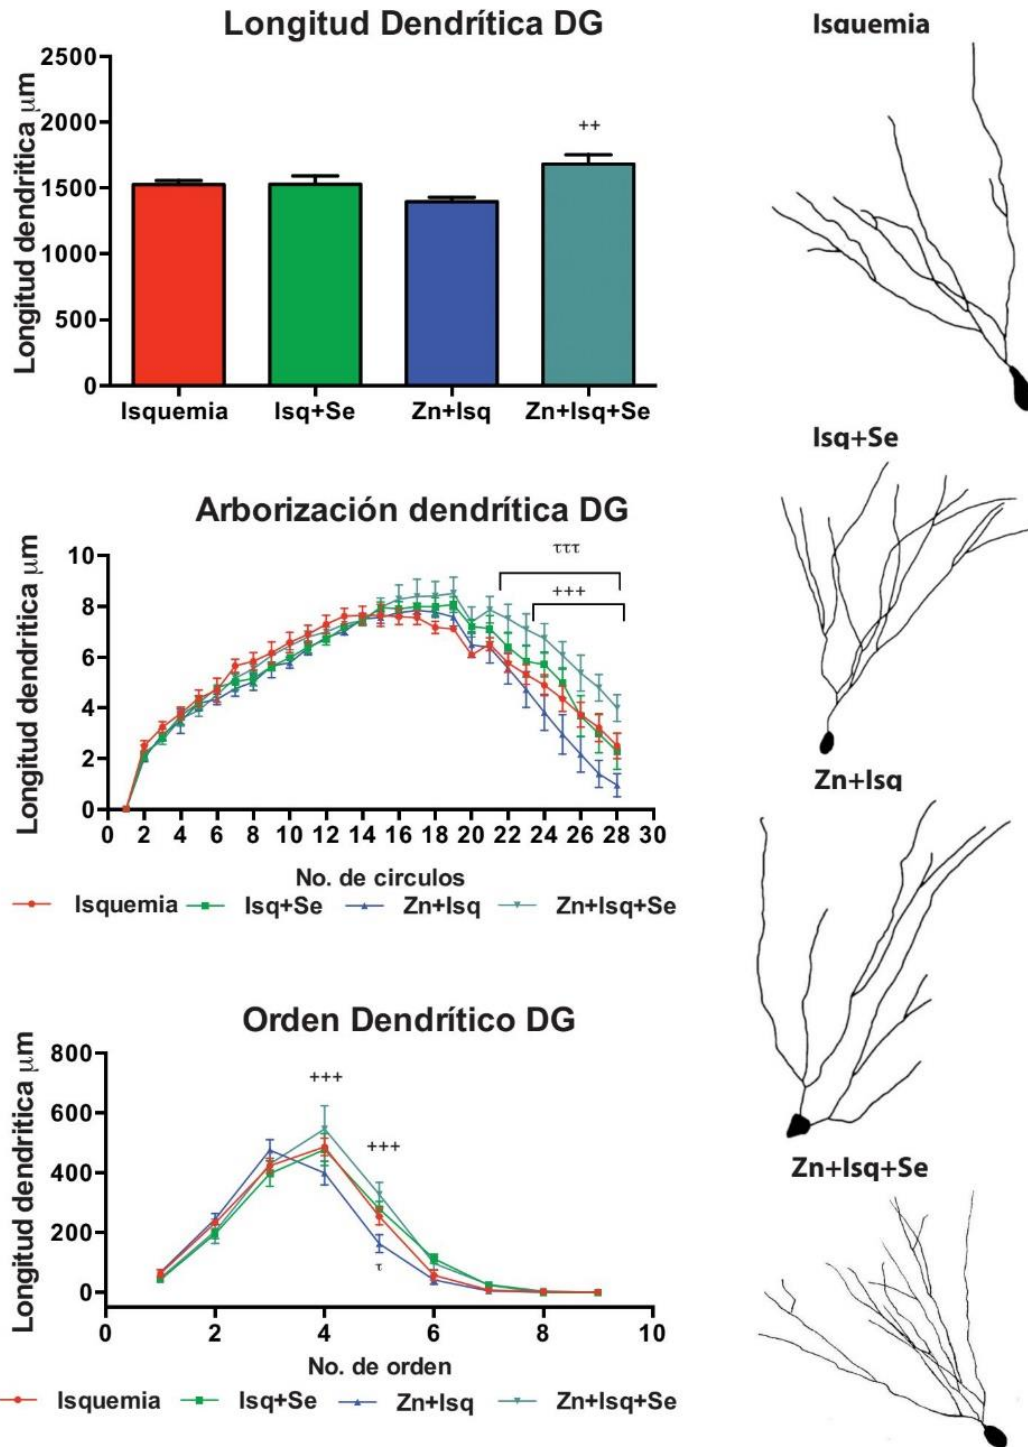 Longitud Dendrítica DG
Longitud dendritica µm
2500
2000
1500
1000
500
0
++
Isquemia Isq+Se Zn+Isq Zn+Isq+Se
Arborización dendrítica DG
Longitud dendritica µm
10
8
6
4
2
0
τττ
+++
0 2 4 6 8 10 12 14 16 18 20 22 24 26 28 30
No. de circulos
Isquemia Isq+Se Zn+Isq Zn+Isq+Se
Orden Dendrítico DG
Longitud dendritica µm
800
600
400
200
0
+++
+++
τ
0 2 4 6 8 10
No. de orden
Isquemia Isq+Se Zn+Isq Zn+Isq+Se
Isquemia
Isq+Se
Zn+Isq
Zn+Isq+Se